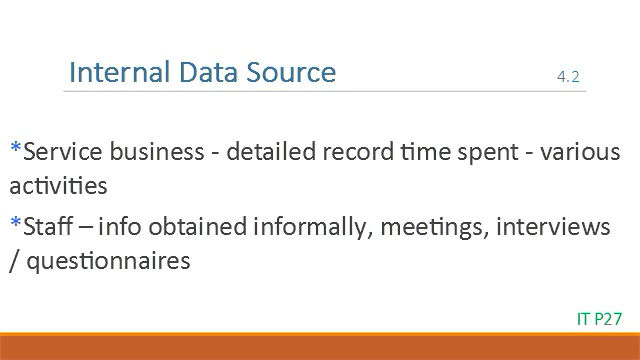 Internal Data Source
4.2
*Service business - detailed record time spent - various
activities
*Staff – info obtained informally, meetings, interviews
/ questionnaires
IT P27